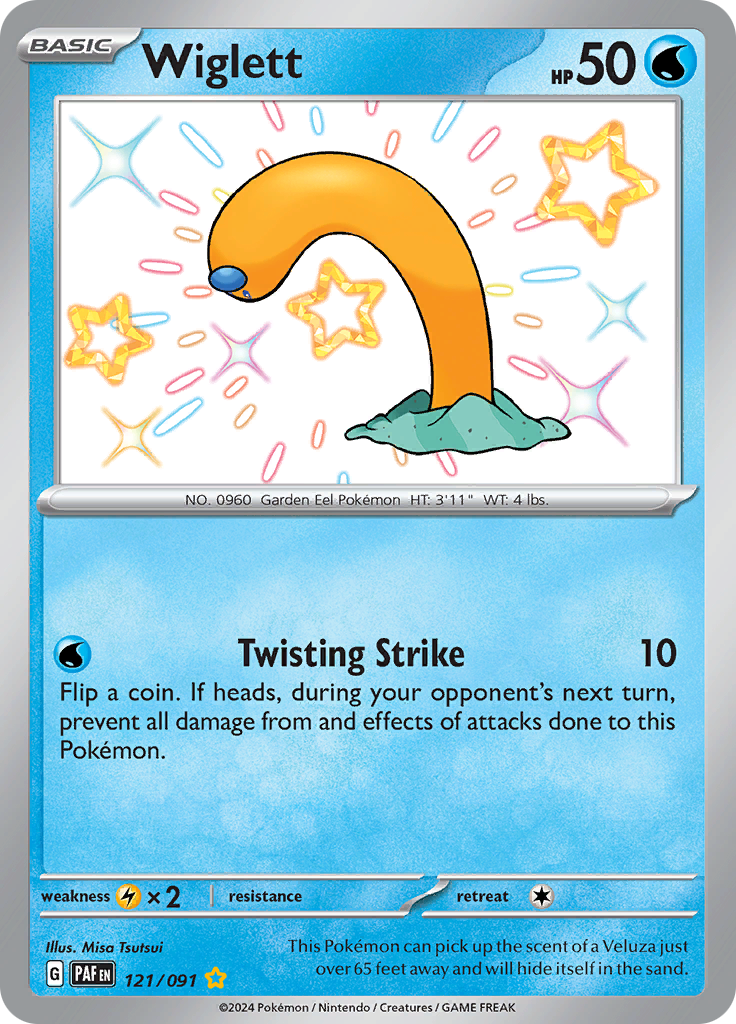 BASIC
Wiglett
HP 50
NO. 0960 Garden Eel Pokémon HT: 3'11" WT: 4 lbs.
Twisting Strike 10
Flip a coin. If heads, during your opponent's next turn,
prevent all damage from and effects of attacks done to this
Pokémon.
weakness ×2 resistance retreat
Illus. Misa Tsutsui
This Pokémon can pick up the scent of a Veluza just
over 65 feet away and will hide itself in the sand.
G PAF EN 121/091
©2024 Pokémon / Nintendo / Creatures / GAME FREAK